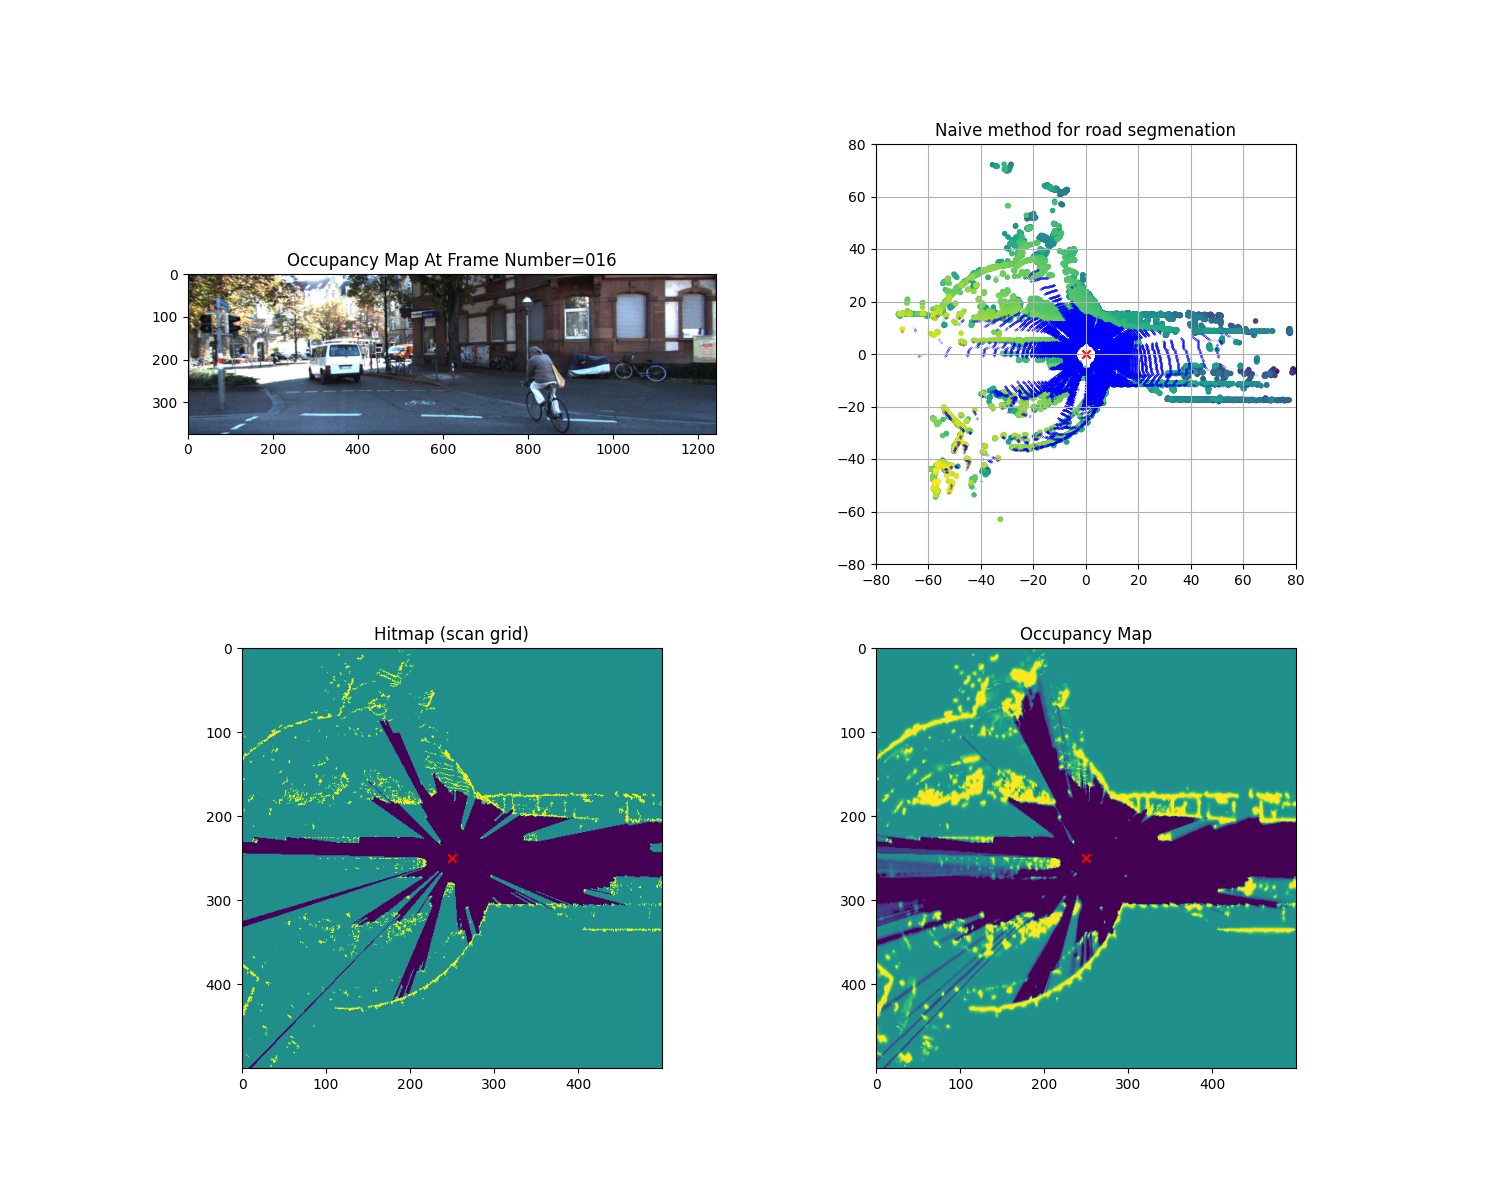 Occupancy Map At Frame Number=016
0
100
200
300
0 200 400 600 800 1000 1200
Naive method for road segmenation
80
60
40
20
0
−20
−40
−60
−80
−80 −60 −40 −20 0 20 40 60 80
Hitmap (scan grid)
0
100
200
300
400
0 100 200 300 400
Occupancy Map
0
100
200
300
400
0 100 200 300 400